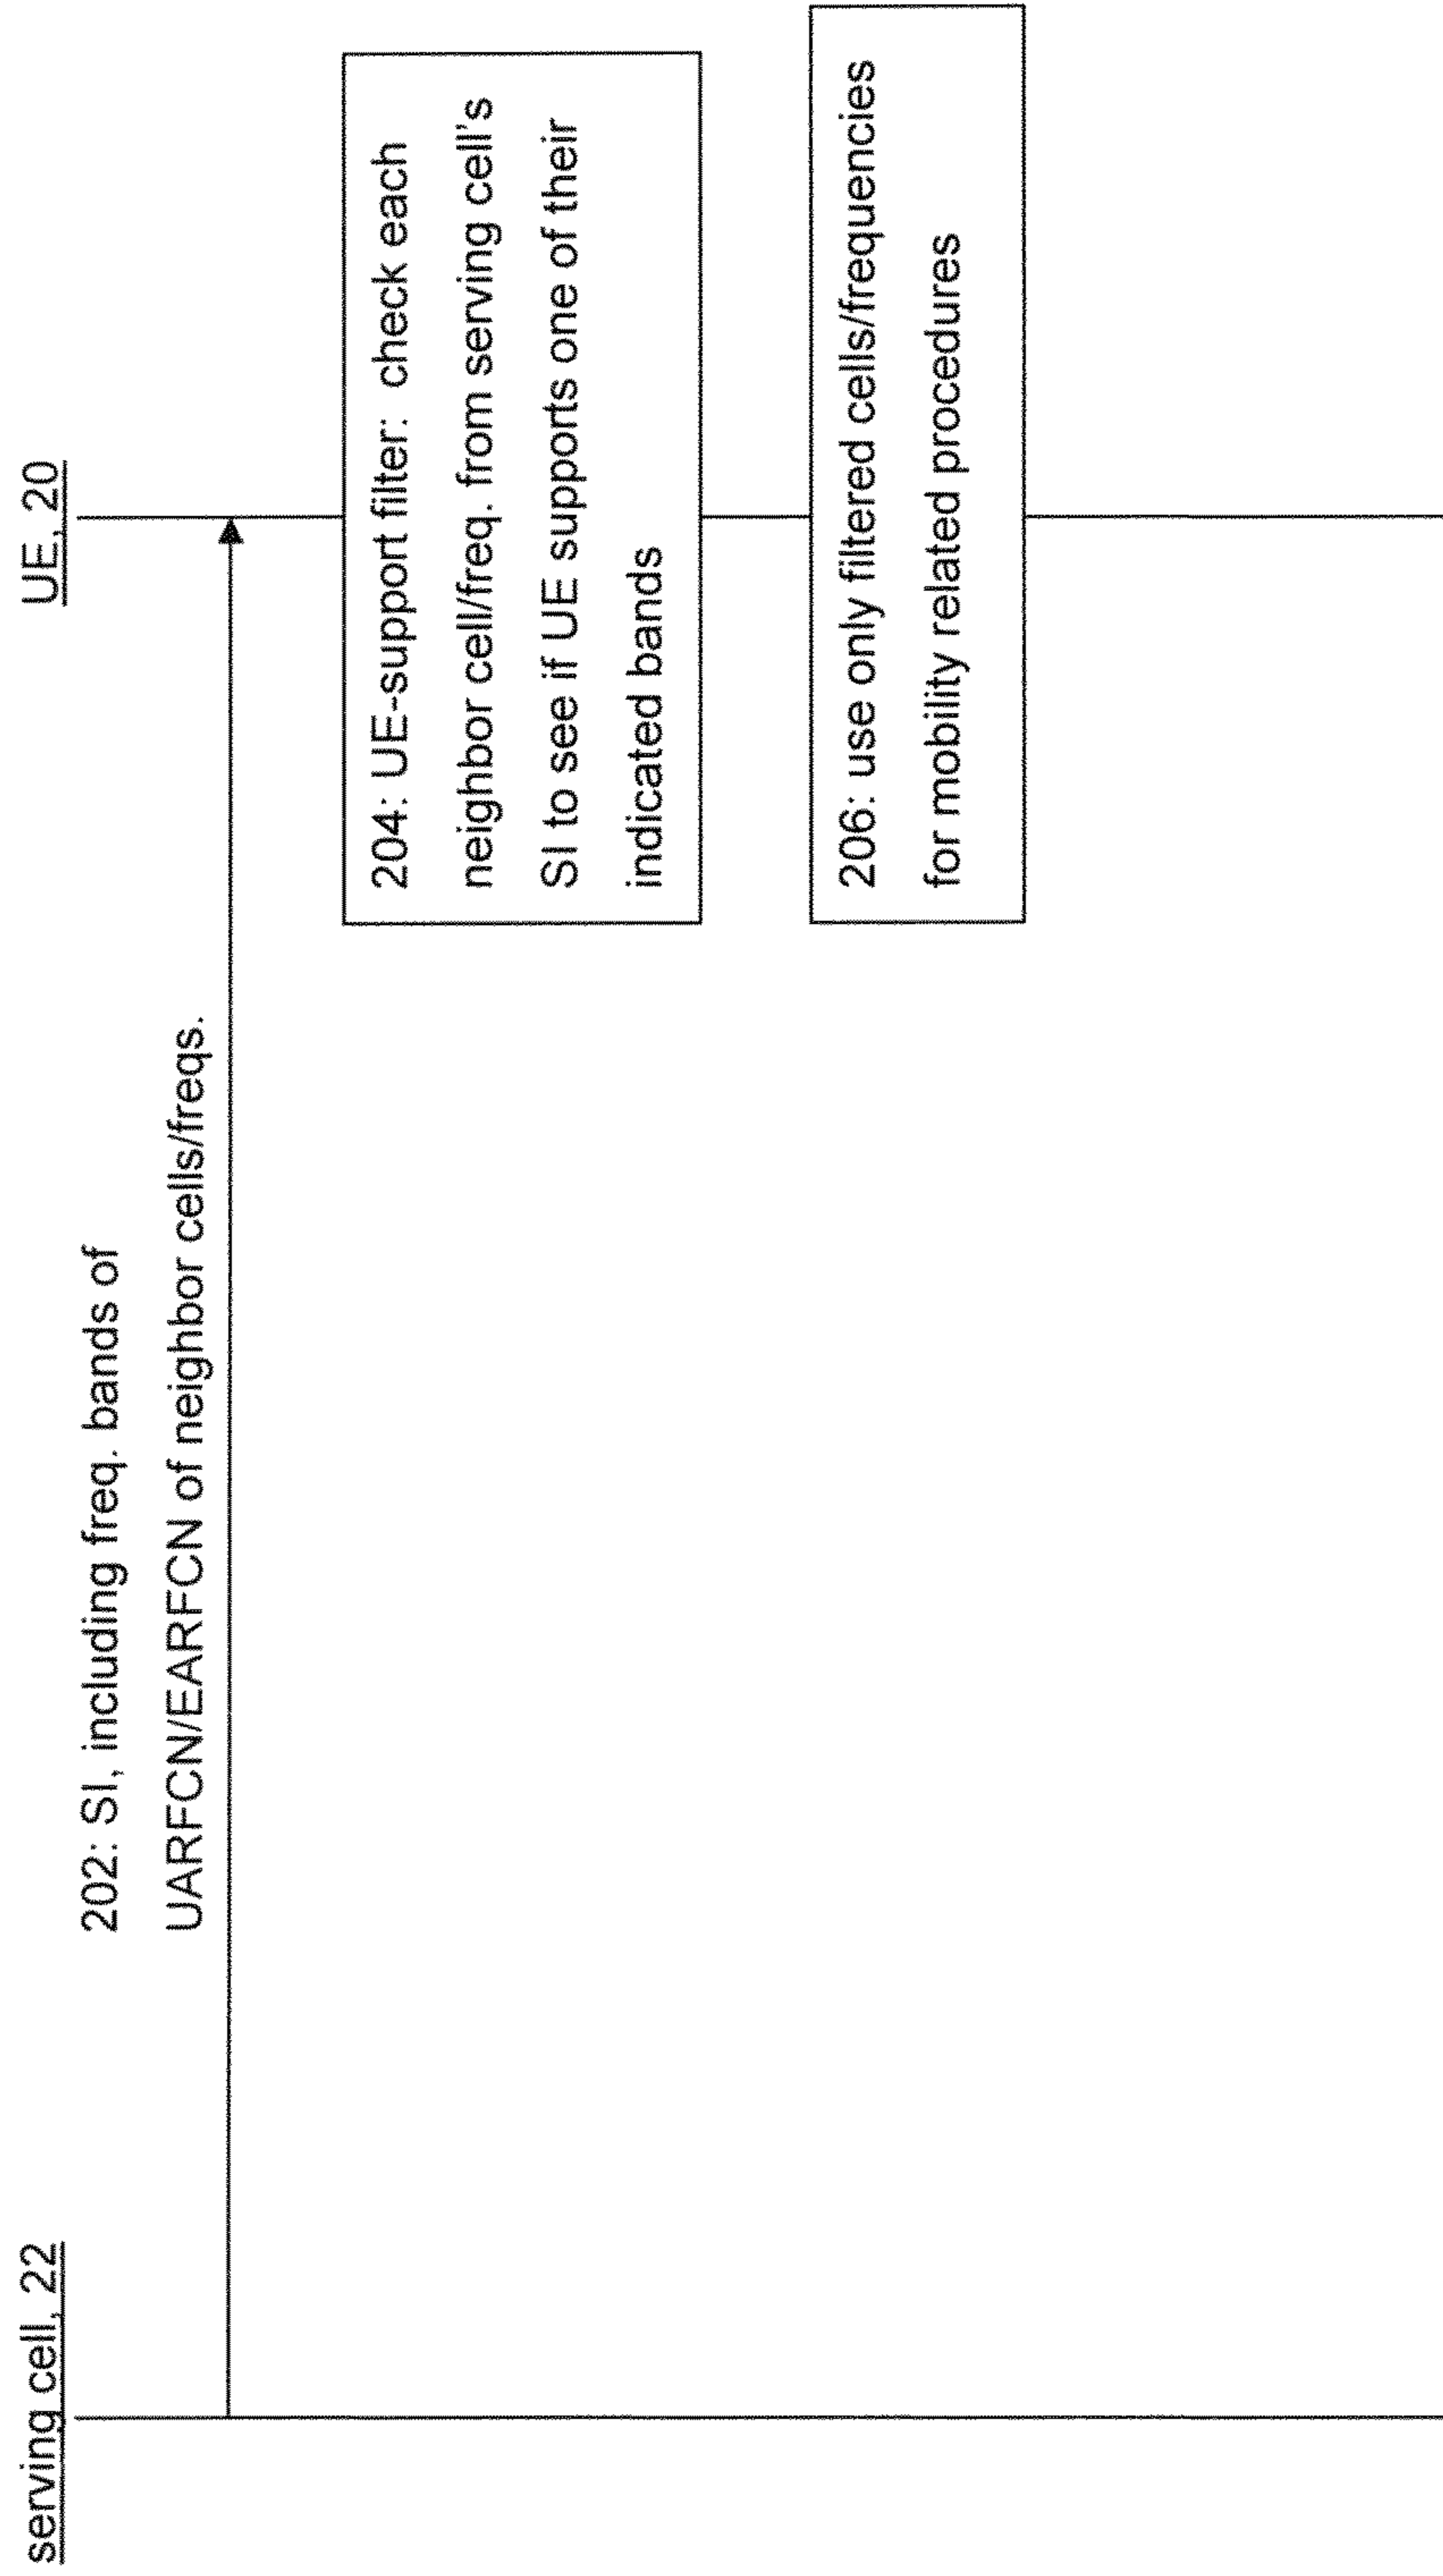 serving cell, 22
UE, 20
202: SI, including freq. bands of
UARFCN/EARFCN of neighbor cells/freqs.
204: UE-support filter: check each
neighbor cell/freq. from serving cell's
SI to see if UE supports one of their
indicated bands
206: use only filtered cells/frequencies
for mobility related procedures